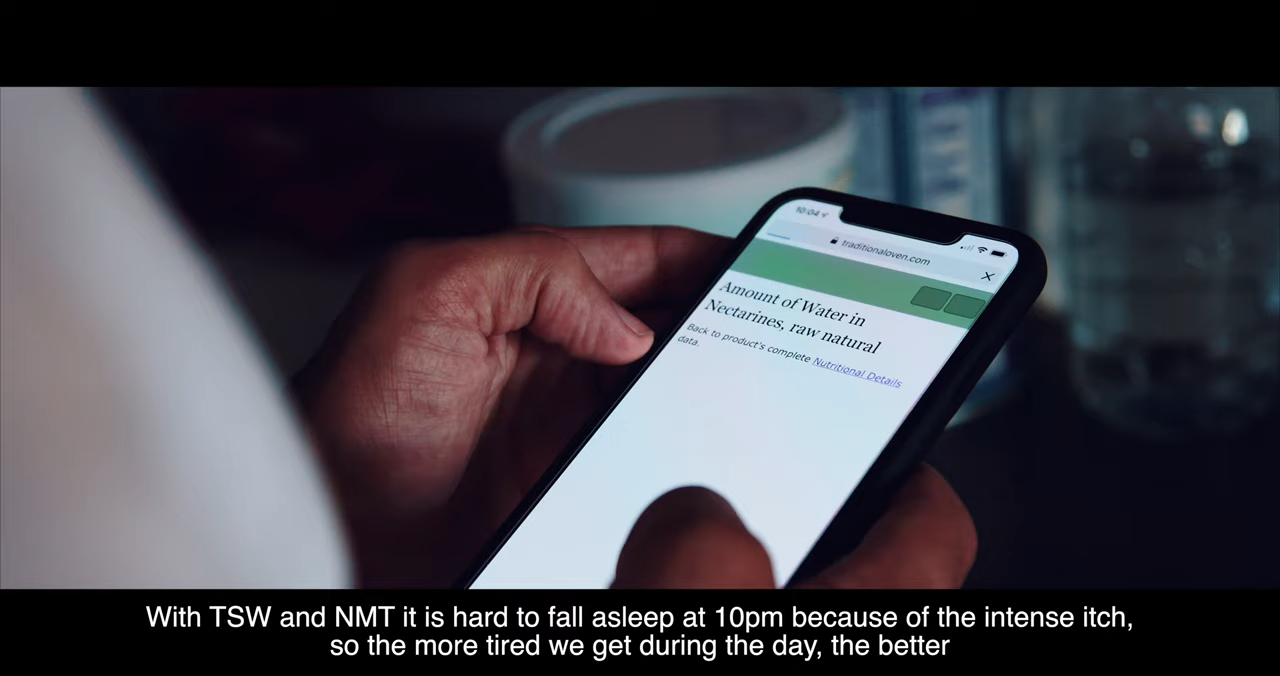 10:04
traditionaloven.com
Amount of Water in
Nectarines, raw natural
Back to product's complete Nutritional Details
data.
With TSW and NMT it is hard to fall asleep at 10pm because of the intense itch,
so the more tired we get during the day, the better